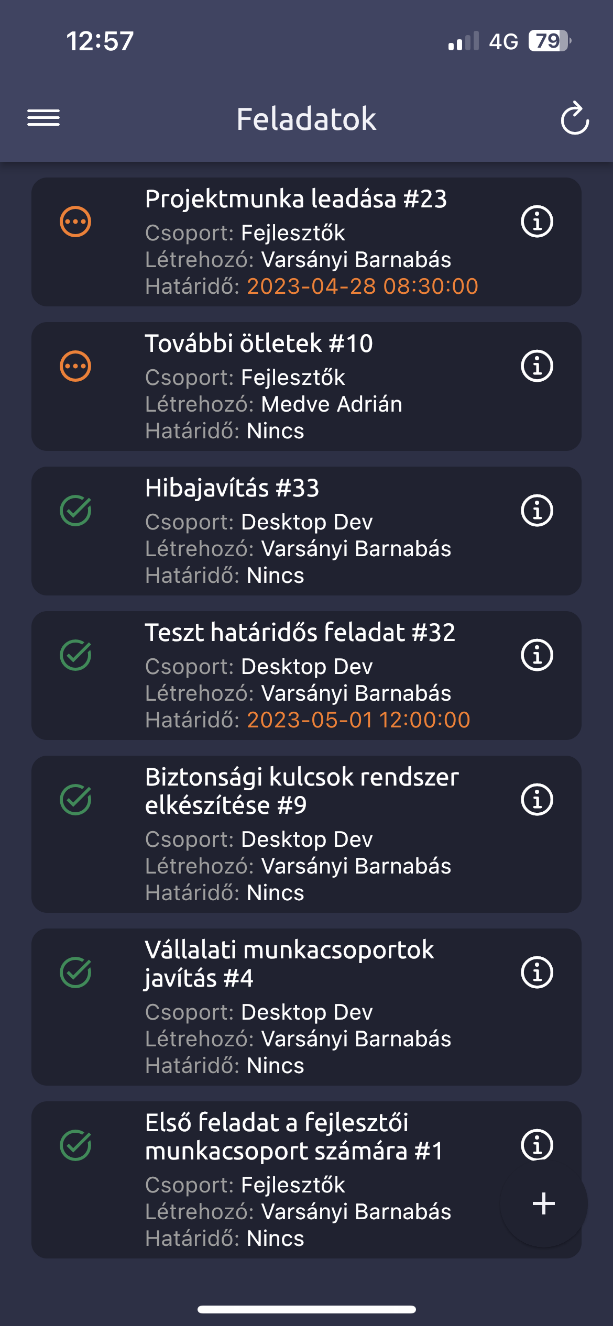 12:57
4G 79
Feladatok
Projektmunka leadása #23
Csoport: Fejlesztők
Létrehozó: Varsányi Barnabás
Határidő: 2023-04-28 08:30:00
További ötletek #10
Csoport: Fejlesztők
Létrehozó: Medve Adrián
Határidő: Nincs
Hibajavítás #33
Csoport: Desktop Dev
Létrehozó: Varsányi Barnabás
Határidő: Nincs
Teszt határidős feladat #32
Csoport: Desktop Dev
Létrehozó: Varsányi Barnabás
Határidő: 2023-05-01 12:00:00
Biztonsági kulcsok rendszer
elkészítése #9
Csoport: Desktop Dev
Létrehozó: Varsányi Barnabás
Határidő: Nincs
Vállalati munkacsoportok
javítás #4
Csoport: Desktop Dev
Létrehozó: Varsányi Barnabás
Határidő: Nincs
Első feladat a fejlesztői
munkacsoport számára #1
Csoport: Fejlesztők
Létrehozó: Varsányi Barnabás
Határidő: Nincs